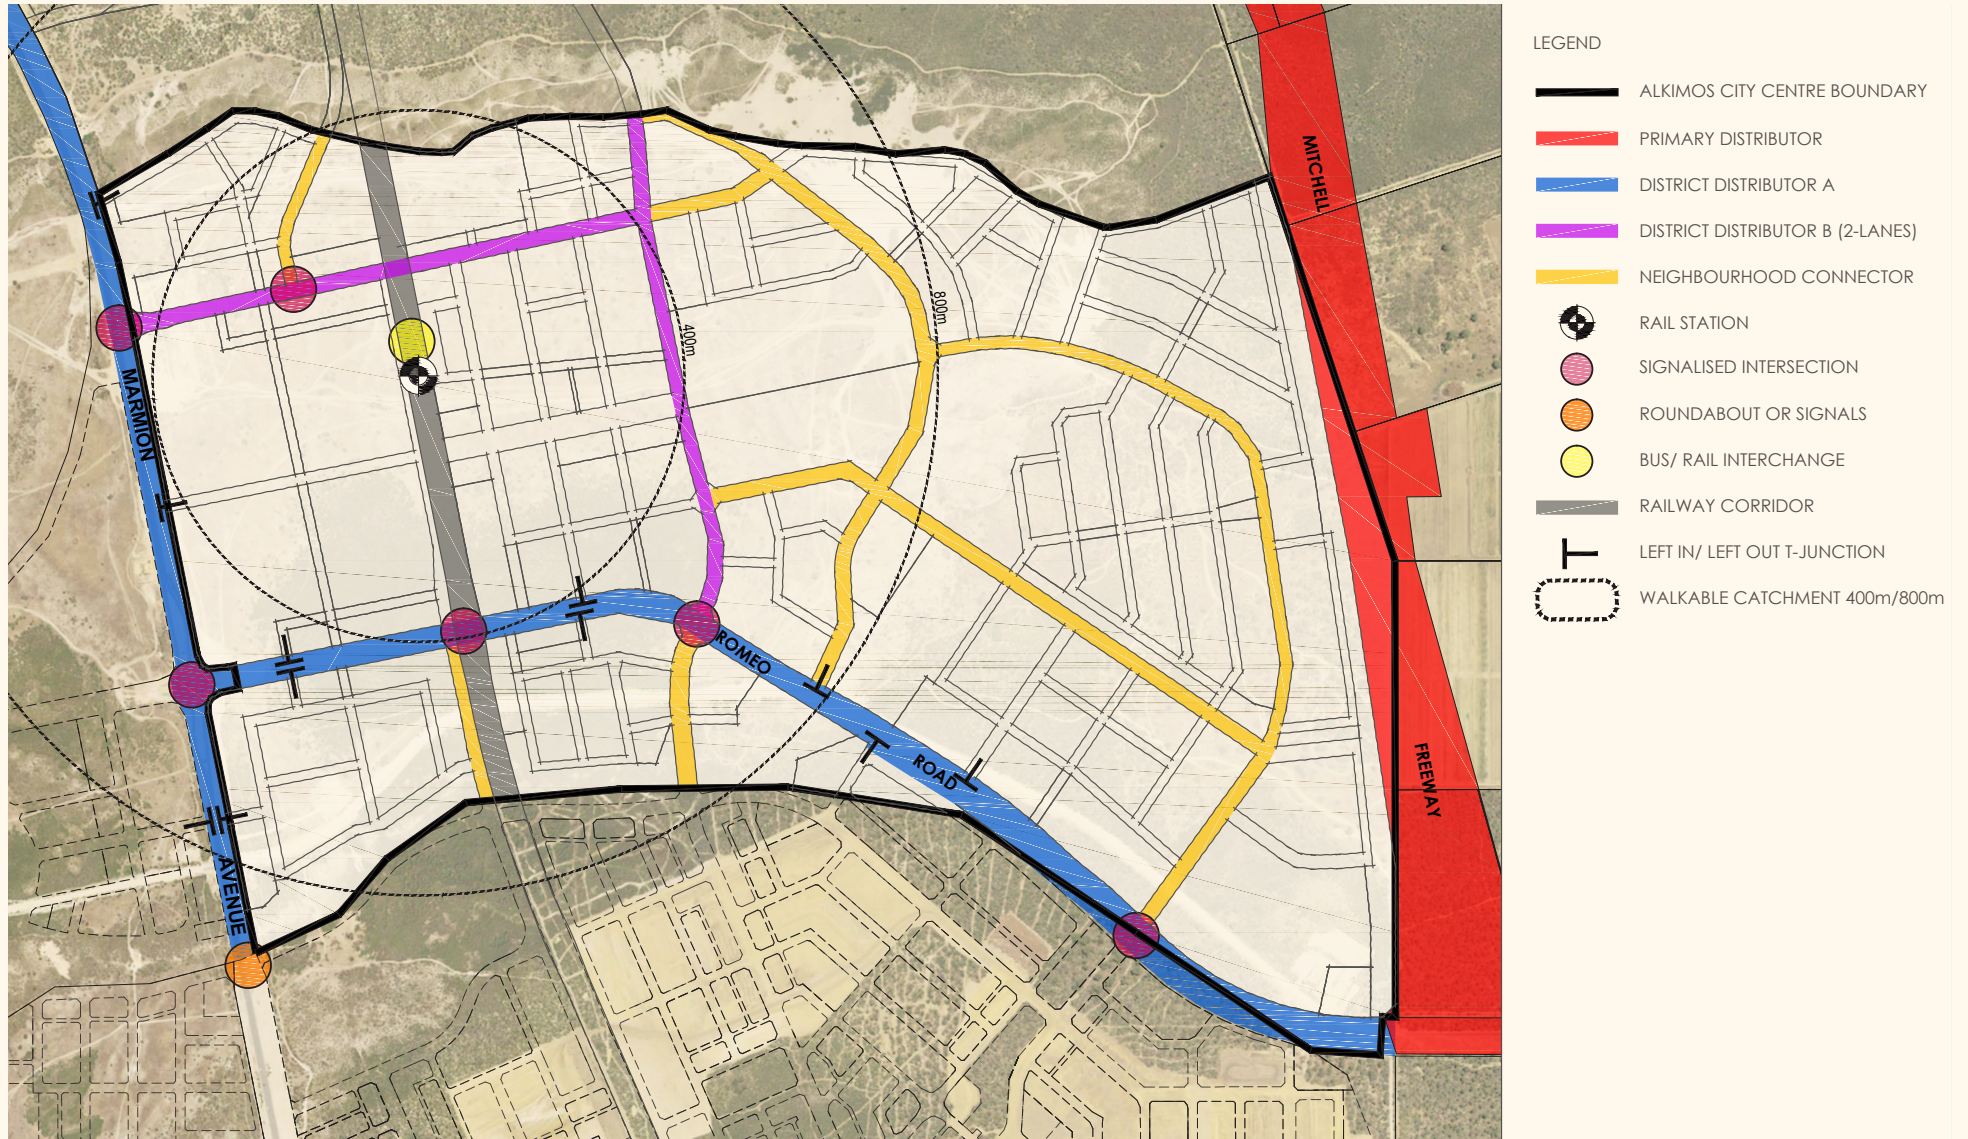 LEGEND
ALKIMOS CITY CENTRE BOUNDARY
PRIMARY DISTRIBUTOR
DISTRICT DISTRIBUTOR A
DISTRICT DISTRIBUTOR B (2-LANES)
NEIGHBOURHOOD CONNECTOR
RAIL STATION
SIGNALISED INTERSECTION
ROUNDABOUT OR SIGNALS
BUS/ RAIL INTERCHANGE
RAILWAY CORRIDOR
LEFT IN/ LEFT OUT T-JUNCTION
WALKABLE CATCHMENT 400m/800m
MITCHELL
FREEWAY
MARMION
AVENUE
ROMEO
ROAD
400m
800m